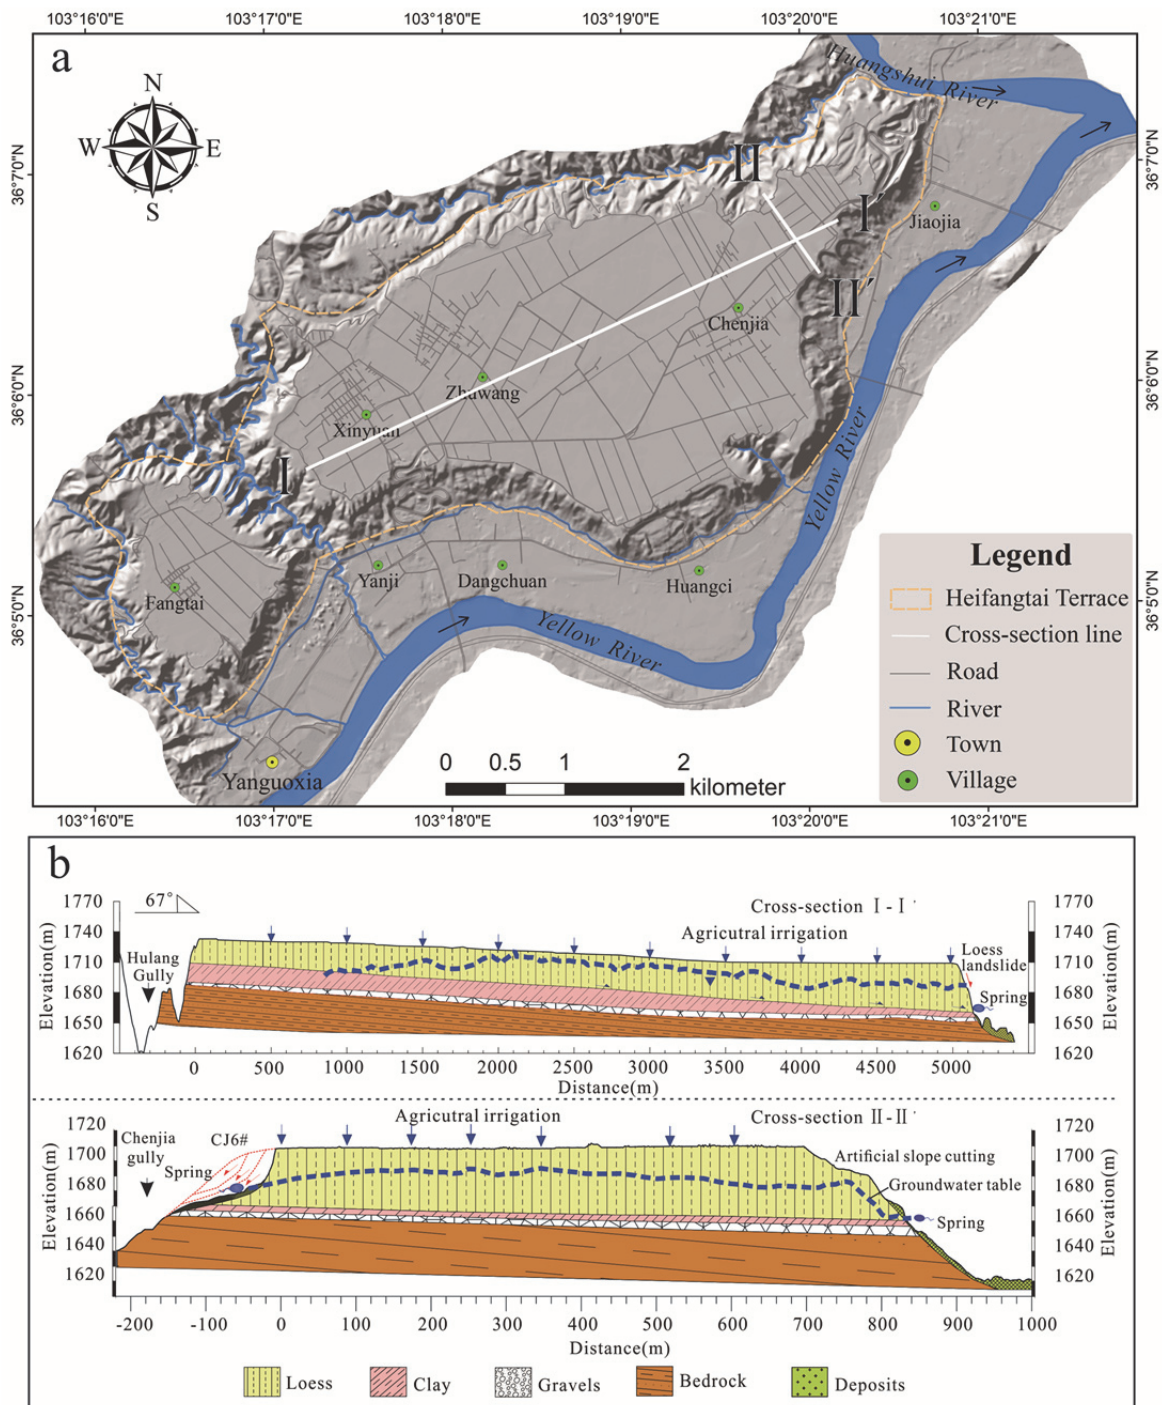 103°16'0"E 103°17'0"E 103°18'0"E 103°19'0"E 103°20'0"E 103°21'0"E
a
N
W E
S
Huangshui River
36°7'0"N 36°7'0"N
II
I'
Jiaojia
II'
Chenjia
36°6'0"N 36°6'0"N
Zhuwang
Xinyuan
I
Yellow River
Legend
Heifangtai Terrace
Cross-section line
Road
River
Town
Village
Yanji Dangchuan Huangci
Fangtai
36°5'0"N 36°5'0"N
Yellow River
Yanguoxia
0 0.5 1 2
kilometer
103°16'0"E 103°17'0"E 103°18'0"E 103°19'0"E 103°20'0"E 103°21'0"E
b
67°
Cross-section Ⅰ-Ⅰ'
Agricutral irrigation
Elevation(m)
1770
1740
1710
1680
1650
1620
Hulang
Gully
Loess
landslide
Spring
1770
1740
1710
1680
1650
1620
Elevation(m)
0 500 1000 1500 2000 2500 3000 3500 4000 4500 5000
Distance(m)
Agricutral irrigation
Cross-section Ⅱ-Ⅱ'
Elevation(m)
1720
1700
1680
1660
1640
1620
Chenjia
gully
CJ6#
Spring
Artificial slope cutting
Groundwater table
Spring
1720
1700
1680
1660
1640
1620
Elevation(m)
-200 -100 0 100 200 300 400 500 600 700 800 900 1000
Distance(m)
Loess Clay Gravels Bedrock Deposits